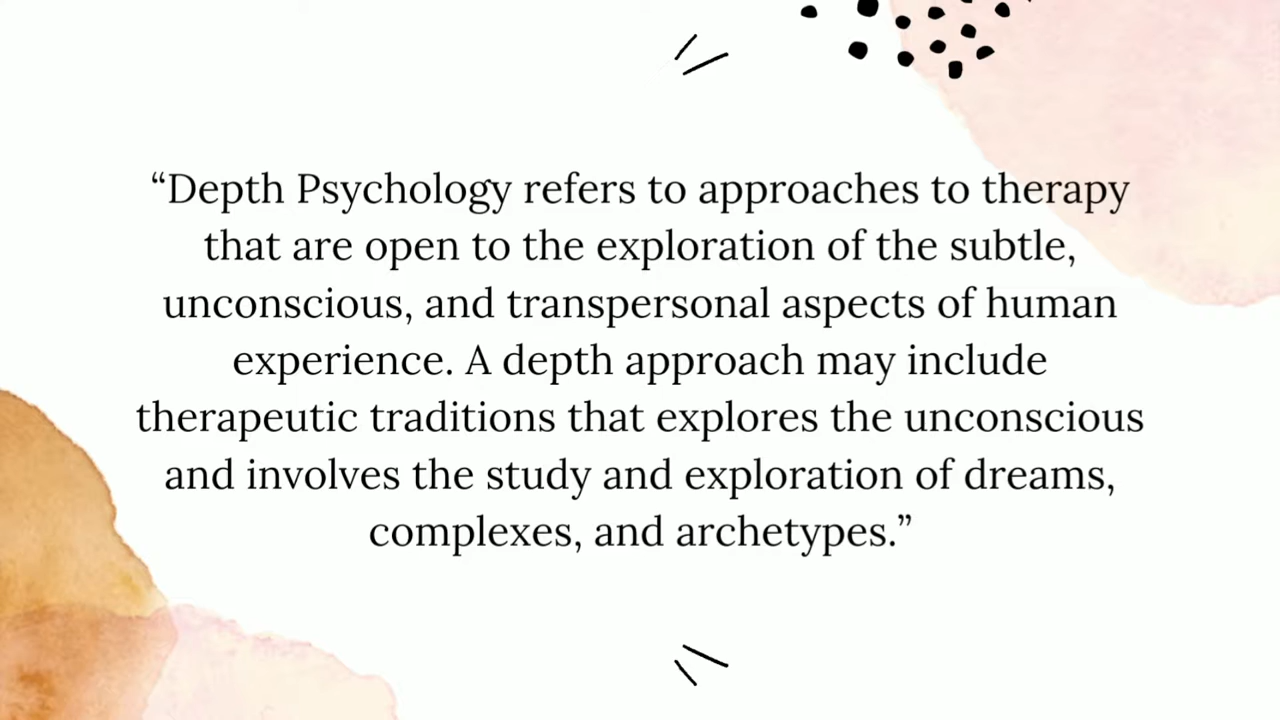 “Depth Psychology refers to approaches to therapy
that are open to the exploration of the subtle,
unconscious, and transpersonal aspects of human
experience. A depth approach may include
therapeutic traditions that explores the unconscious
and involves the study and exploration of dreams,
complexes, and archetypes.”